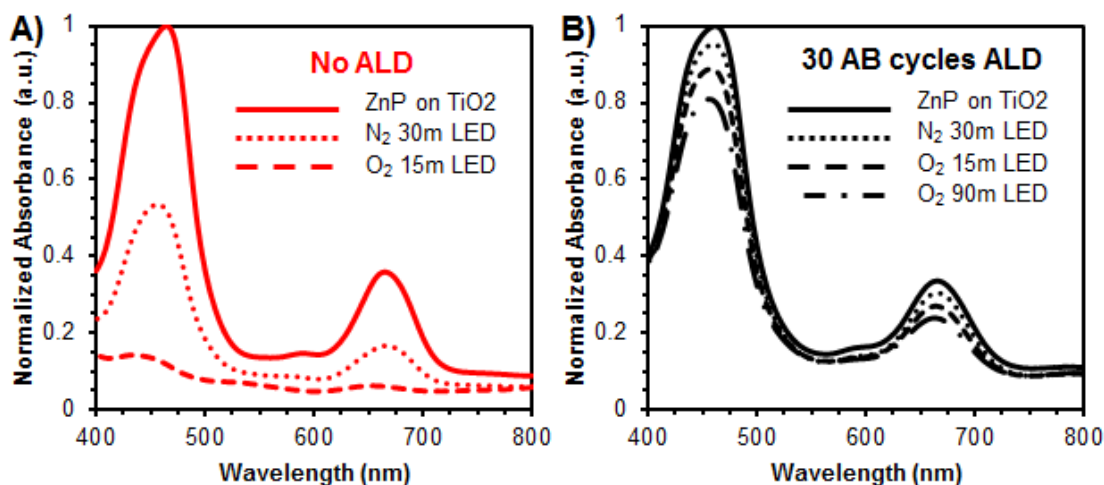 A)
Normalized Absorbance (a.u.)
1
0.8
0.6
0.4
0.2
0
No ALD
ZnP on TiO2
N₂ 30m LED
O₂ 15m LED
400 500 600 700 800
Wavelength (nm)
B)
Normalized Absorbance (a.u.)
1
0.8
0.6
0.4
0.2
0
30 AB cycles ALD
ZnP on TiO2
N₂ 30m LED
O₂ 15m LED
O₂ 90m LED
400 500 600 700 800
Wavelength (nm)